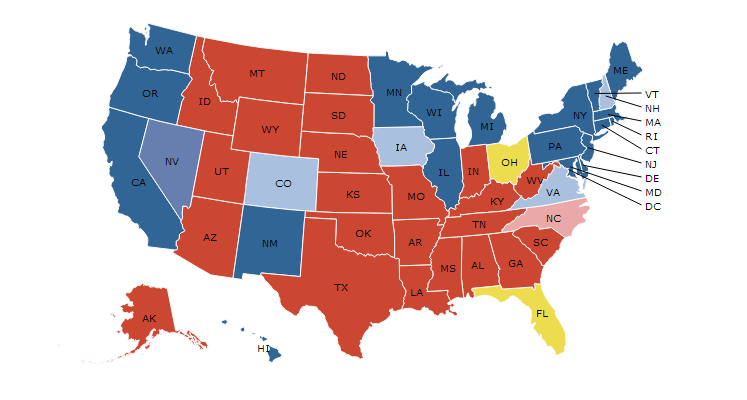 WA
OR
CA
NV
ID
MT
WY
UT
AZ
CO
NM
ND
SD
NE
KS
OK
TX
MN
IA
MO
AR
LA
WI
IL
MI
IN
OH
KY
TN
MS
AL
GA
FL
SC
NC
VA
WV
PA
NY
ME
VT
NH
MA
RI
CT
NJ
DE
MD
DC
AK
HI